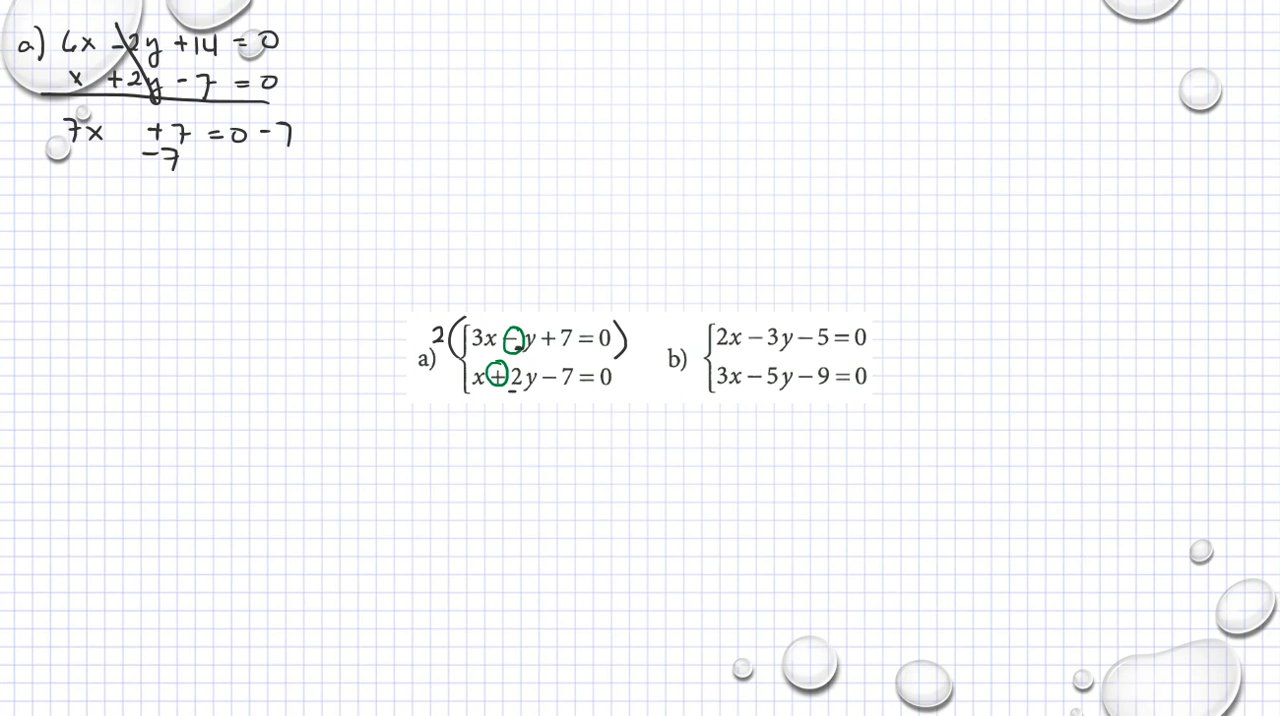 a) 6x - 2y + 14 = 0
x + 2y - 7 = 0
7x + 7 = 0 - 7
- 7
2(
a) 3x − y + 7 = 0 )
x + 2y − 7 = 0
b) 2x − 3y − 5 = 0
3x − 5y − 9 = 0